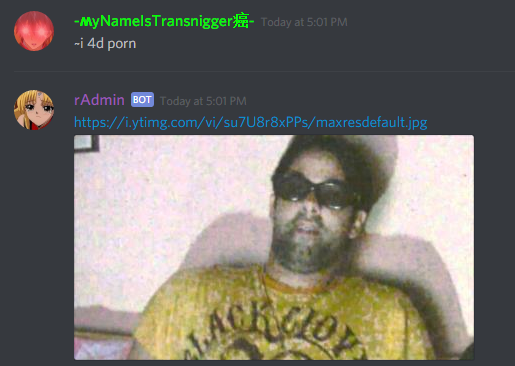 -MyNameIsTransnigger癌- Today at 5:01 PM
~i 4d porn
rAdmin BOT Today at 5:01 PM
https://i.ytimg.com/vi/su7U8r8xPPs/maxresdefault.jpg
BLACK CLOV